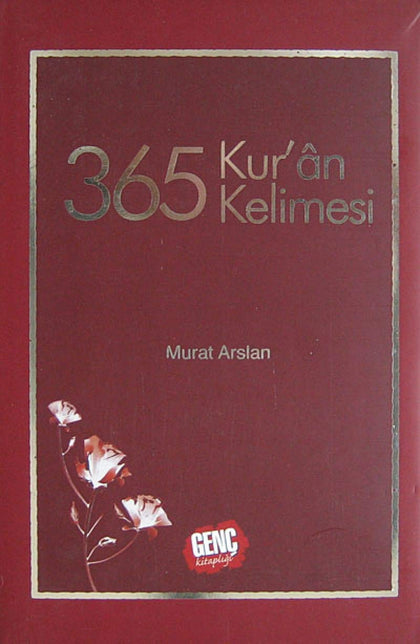 365 Kur'ân
Kelimesi
Murat Arslan
GENÇ
kitaplığı